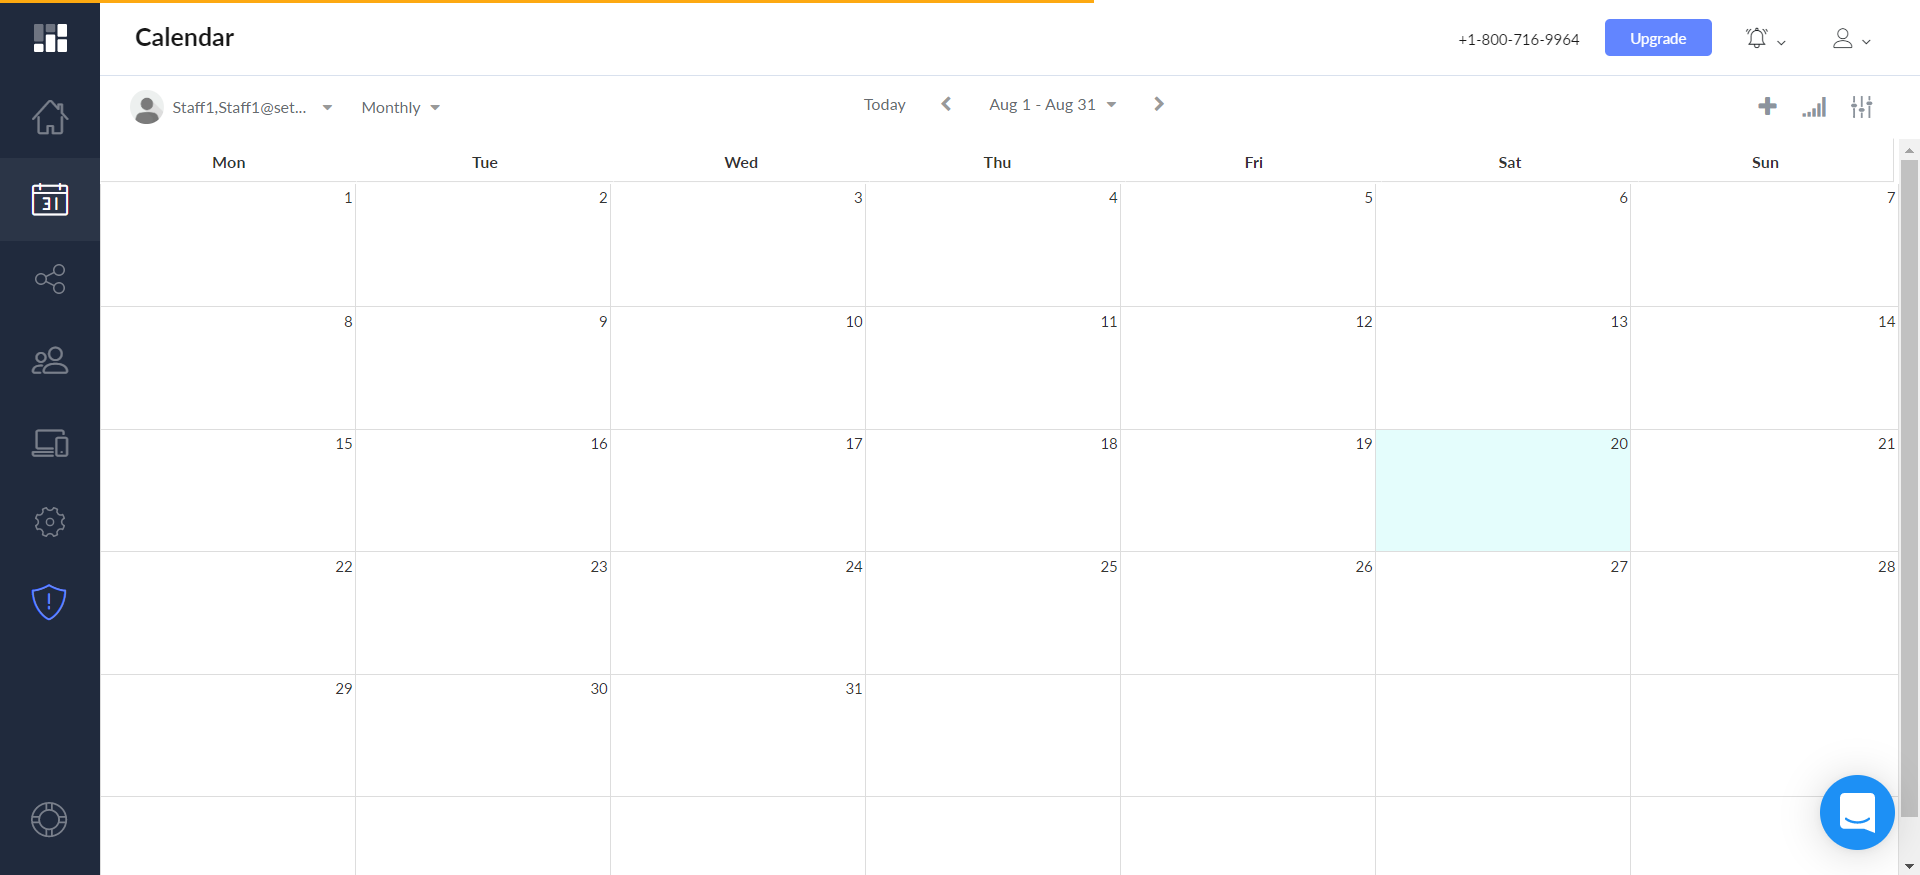 Calendar
+1-800-716-9964
Upgrade
Staff1,Staff1@set...
Monthly
Today
Aug 1 - Aug 31
Mon Tue Wed Thu Fri Sat Sun
1 2 3 4 5 6 7
31
8 9 10 11 12 13 14
15 16 17 18 19 20 21
22 23 24 25 26 27 28
29 30 31